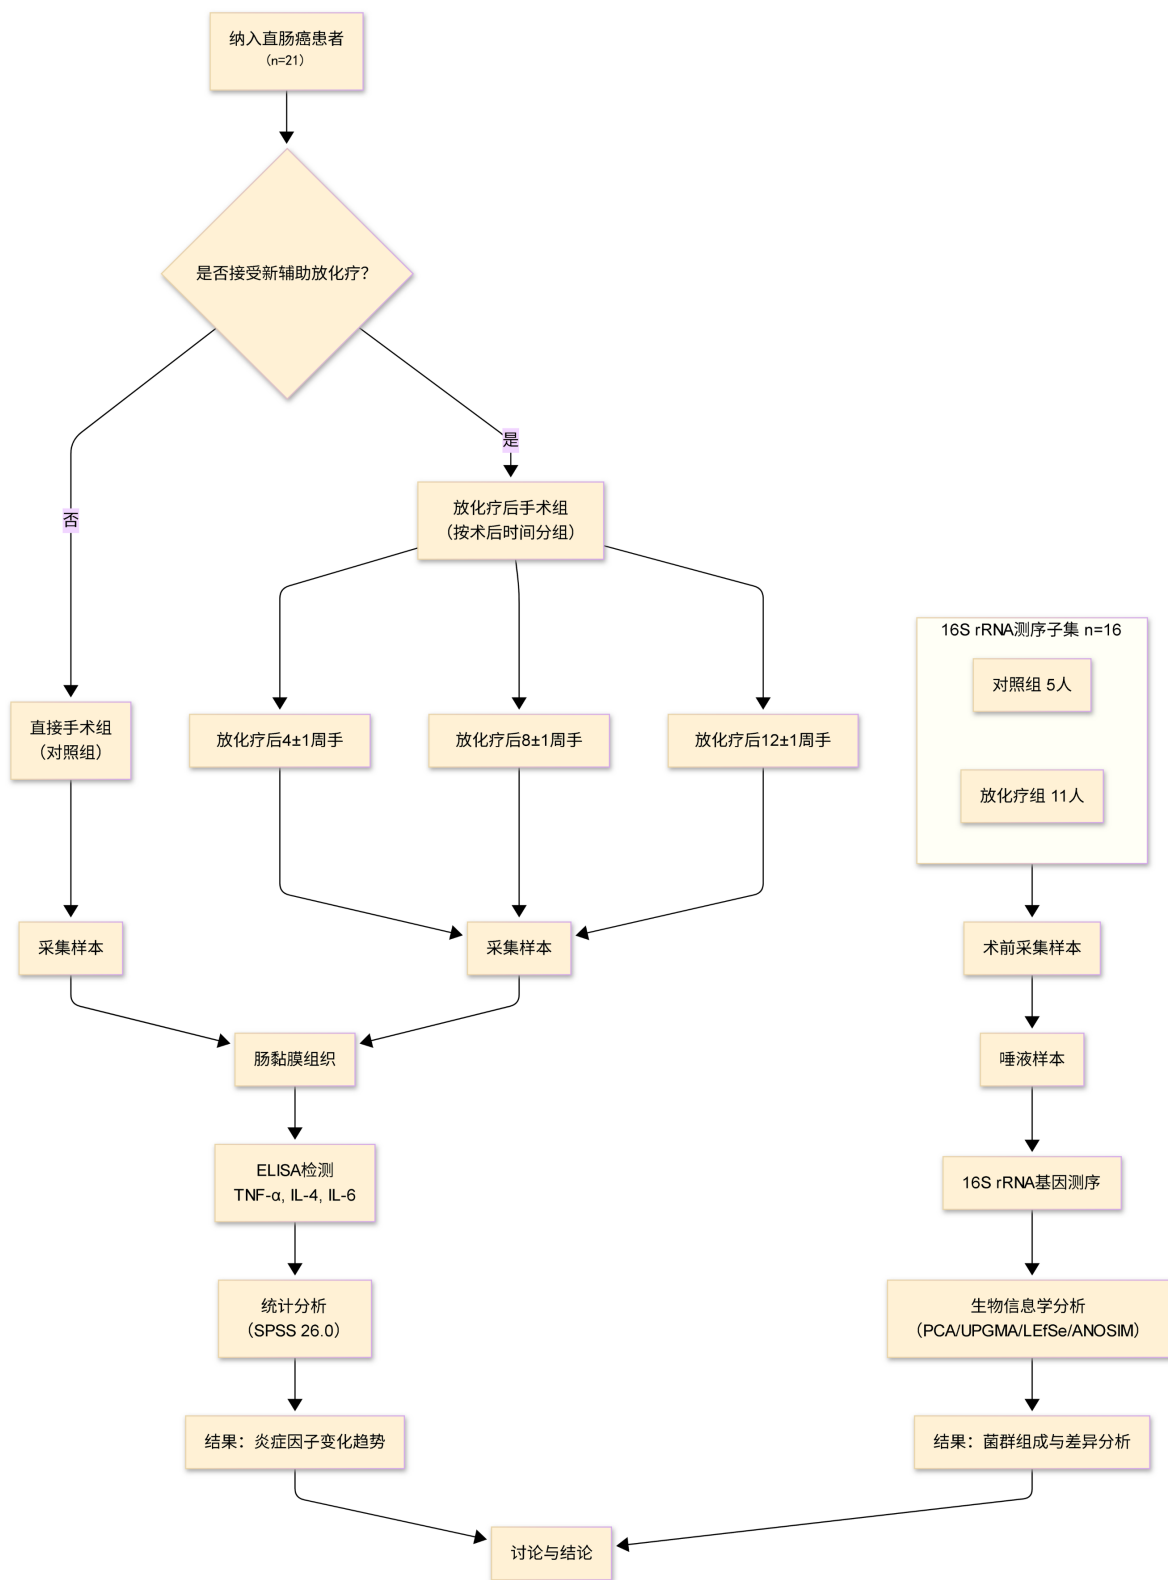 纳入直肠癌患者
（n=21）
是否接受新辅助放化疗？
是
否
放化疗后手术组
（按术后时间分组）
直接手术组
（对照组）
放化疗后4±1周手
放化疗后8±1周手
放化疗后12±1周手
16S rRNA测序子集 n=16
对照组 5人
放化疗组 11人
采集样本
采集样本
术前采集样本
肠黏膜组织
唾液样本
ELISA检测
TNF-α, IL-4, IL-6
16S rRNA基因测序
统计分析
（SPSS 26.0）
生物信息学分析
（PCA/UPGMA/LEfSe/ANOSIM）
结果：炎症因子变化趋势
结果：菌群组成与差异分析
讨论与结论